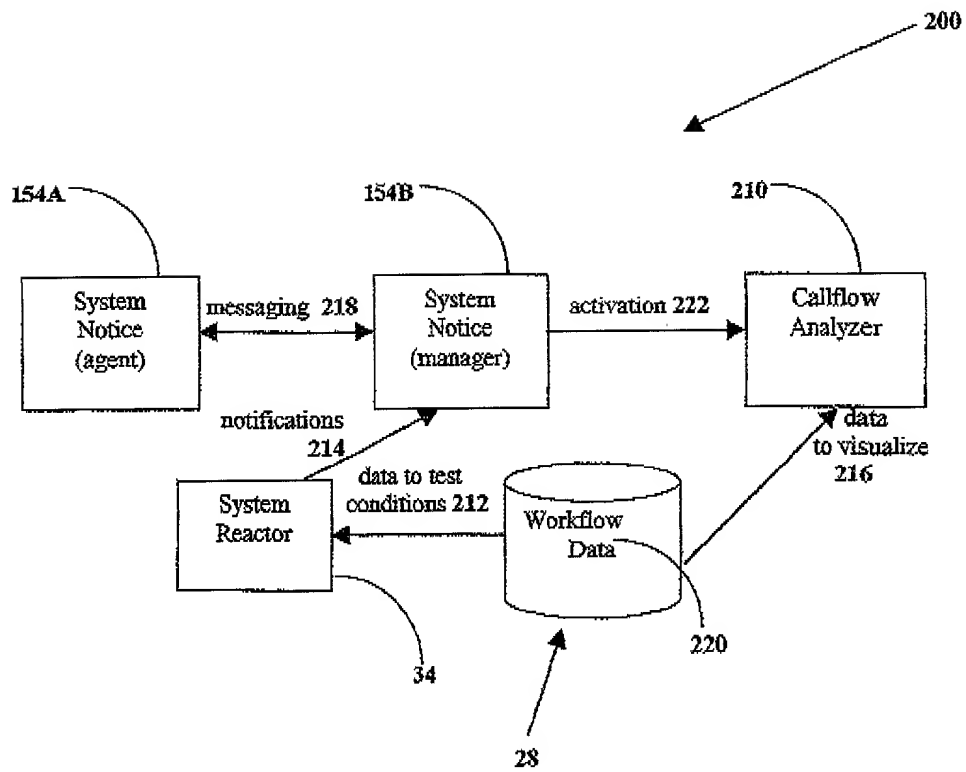 200
154A
154B
210
System
Notice
(agent)
messaging 218
System
Notice
(manager)
activation 222
Callflow
Analyzer
notifications
214
data
to visualize
216
data to test
conditions 212
System
Reactor
Workflow
Data
34
220
28